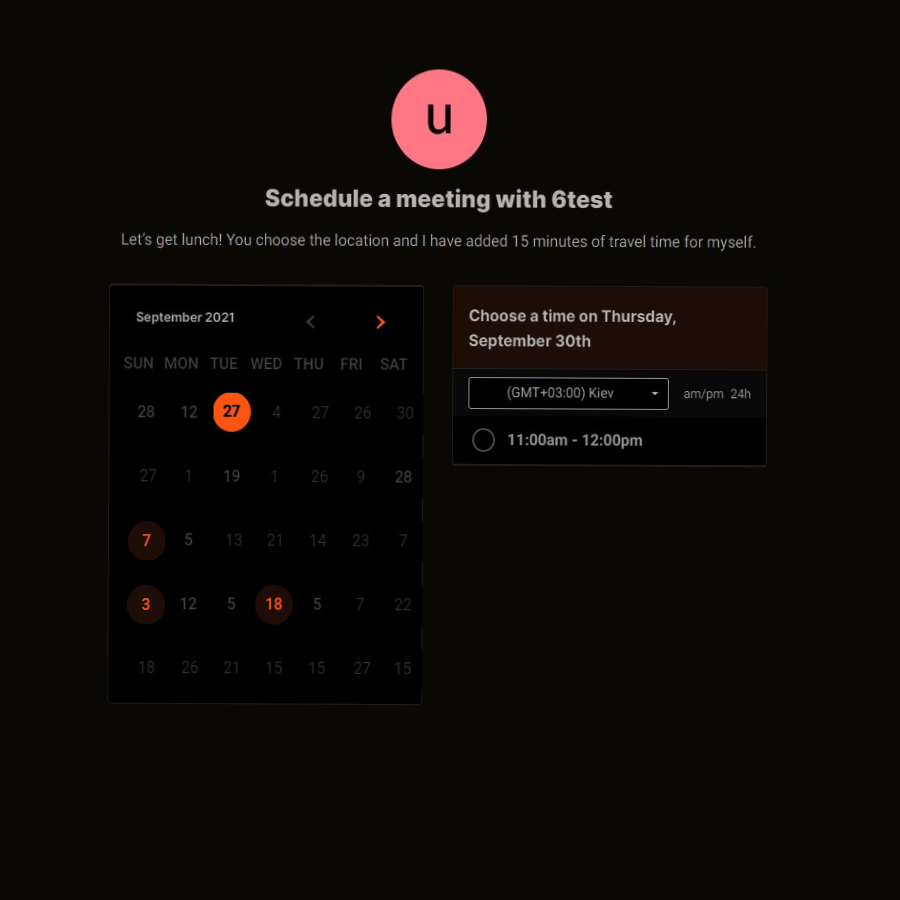 u
Schedule a meeting with 6test
Let's get lunch! You choose the location and I have added 15 minutes of travel time for myself.
September 2021
SUN MON TUE WED THU FRI SAT
28 12 27 4 27 26 30
27 1 19 1 26 9 28
7 5 13 21 14 23 7
3 12 5 18 5 7 22
18 26 21 15 15 27 15
Choose a time on Thursday,
September 30th
(GMT+03:00) Kiev am/pm 24h
11:00am - 12:00pm